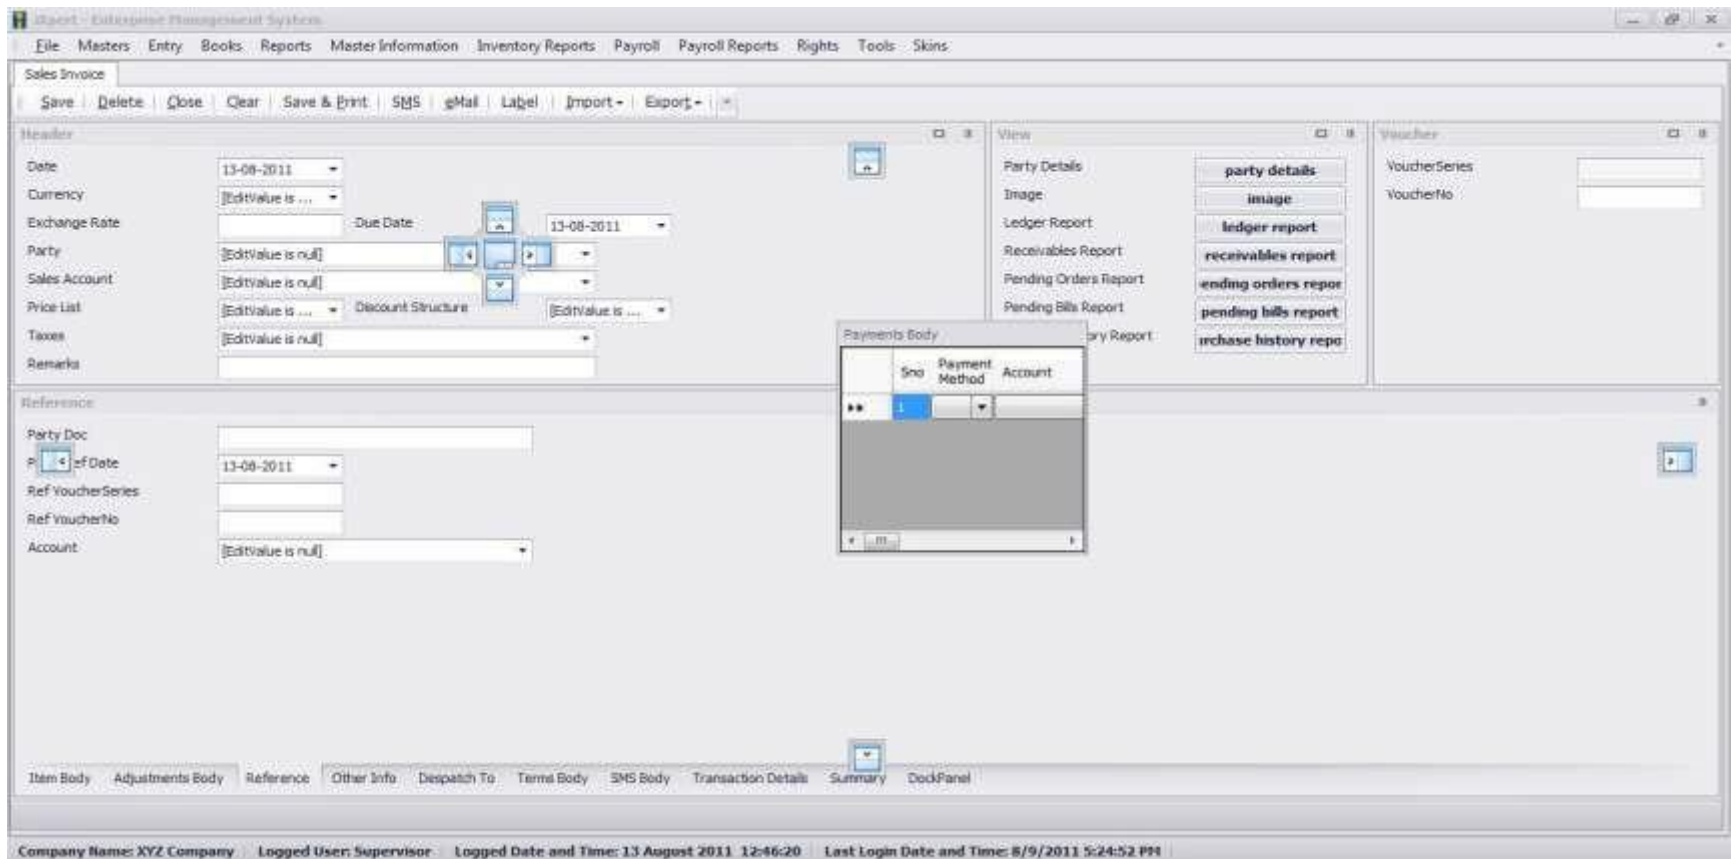 Xpert - Enterprise Management System
File Masters Entry Books Reports Master Information Inventory Reports Payroll Payroll Reports Rights Tools Skins
Sales Invoice
Save Delete Close Clear Save & Print SMS eMail Label Import Export
Header
Date 13-08-2011
Currency [EditValue is ...
Exchange Rate Due Date 13-08-2011
Party [EditValue is null]
Sales Account [EditValue is null]
Price List [EditValue is ... Discount Structure [EditValue is ...
Taxes [EditValue is null]
Remarks
View
Party Details party details
Image image
Ledger Report ledger report
Receivables Report receivables report
Pending Orders Report ending orders repor
Pending Bills Report pending bills report
ory Report urchase history repo
Voucher
VoucherSeries
VoucherNo
Payments Body
Sno Payment Method Account
1
Reference
Party Doc
P ef Date 13-08-2011
Ref VoucherSeries
Ref VoucherNo
Account [EditValue is null]
Item Body Adjustments Body Reference Other Info Despatch To Terms Body SMS Body Transaction Details Summary DockPanel
Company Name: XYZ Company Logged User: Supervisor Logged Date and Time: 13 August 2011 12:46:20 Last Login Date and Time: 8/9/2011 5:24:52 PM